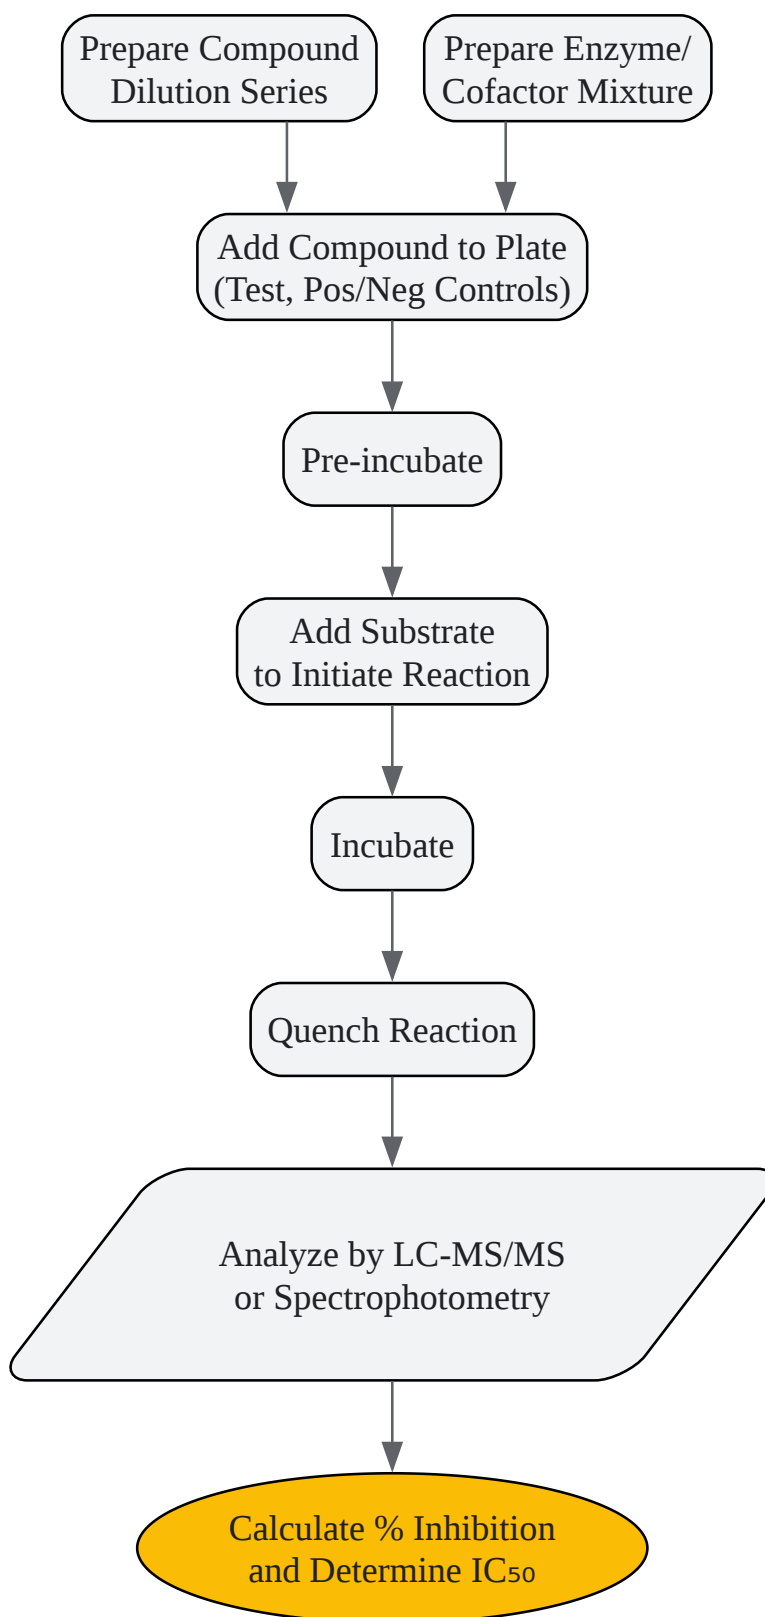 Prepare Compound
Dilution Series
Prepare Enzyme/
Cofactor Mixture
Add Compound to Plate
(Test, Pos/Neg Controls)
Pre-incubate
Add Substrate
to Initiate Reaction
Incubate
Quench Reaction
Analyze by LC-MS/MS
or Spectrophotometry
Calculate % Inhibition
and Determine IC₅₀